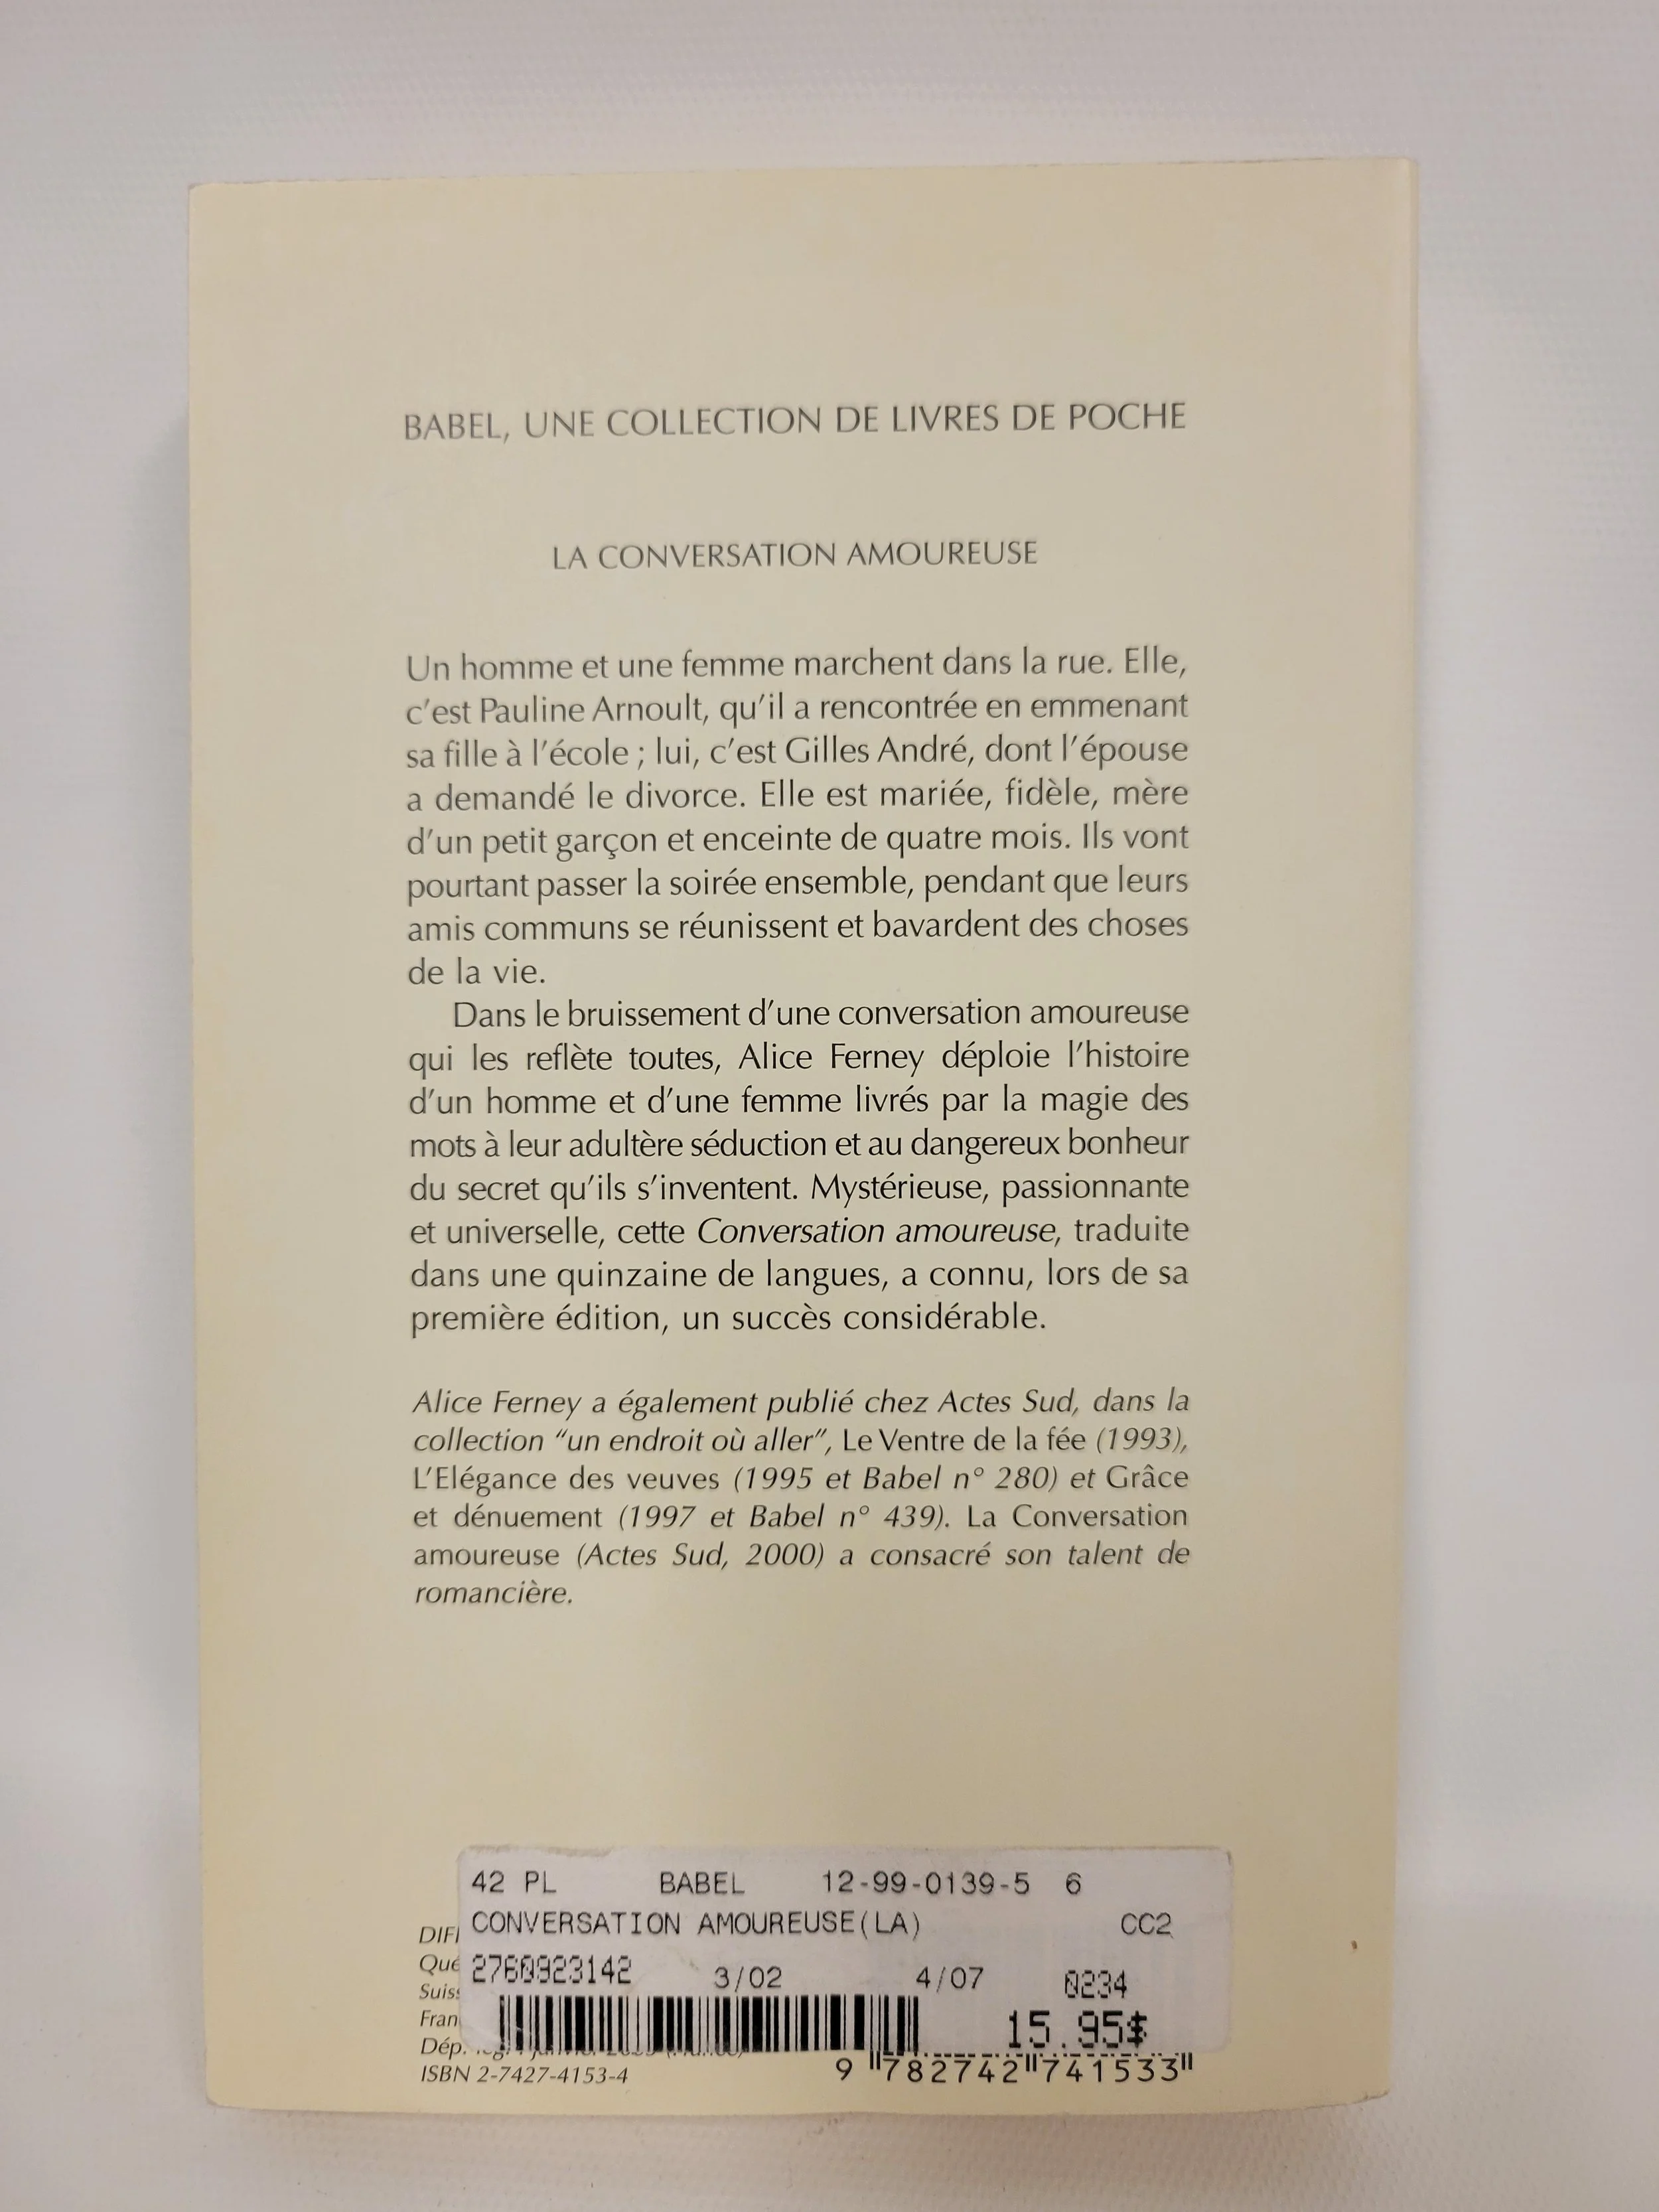 BABEL, UNE COLLECTION DE LIVRES DE POCHE
LA CONVERSATION AMOUREUSE
Un homme et une femme marchent dans la rue. Elle,
c'est Pauline Arnoult, qu'il a rencontrée en emmenant
sa fille à l'école ; lui, c'est Gilles André, dont l'épouse
a demandé le divorce. Elle est mariée, fidèle, mère
d'un petit garçon et enceinte de quatre mois. Ils vont
pourtant passer la soirée ensemble, pendant que leurs
amis communs se réunissent et bavardent des choses
de la vie.
Dans le bruissement d'une conversation amoureuse
qui les reflète toutes, Alice Ferney déploie l'histoire
d'un homme et d'une femme livrés par la magie des
mots à leur adultère séduction et au dangereux bonheur
du secret qu'ils s'inventent. Mystérieuse, passionnante
et universelle, cette Conversation amoureuse, traduite
dans une quinzaine de langues, a connu, lors de sa
première édition, un succès considérable.
Alice Ferney a également publié chez Actes Sud, dans la
collection "un endroit où aller", Le Ventre de la fée (1993),
L'Elégance des veuves (1995 et Babel n° 280) et Grâce
et dénuement (1997 et Babel n° 439). La Conversation
amoureuse (Actes Sud, 2000) a consacré son talent de
romancière.
42 PL BABEL 12-99-0139-5 6
CONVERSATION AMOUREUSE(LA) CC2
2760923142 3/02 4/07 0234
15.95$
Dép.
ISBN 2-7427-4153-4
9 782742 741533